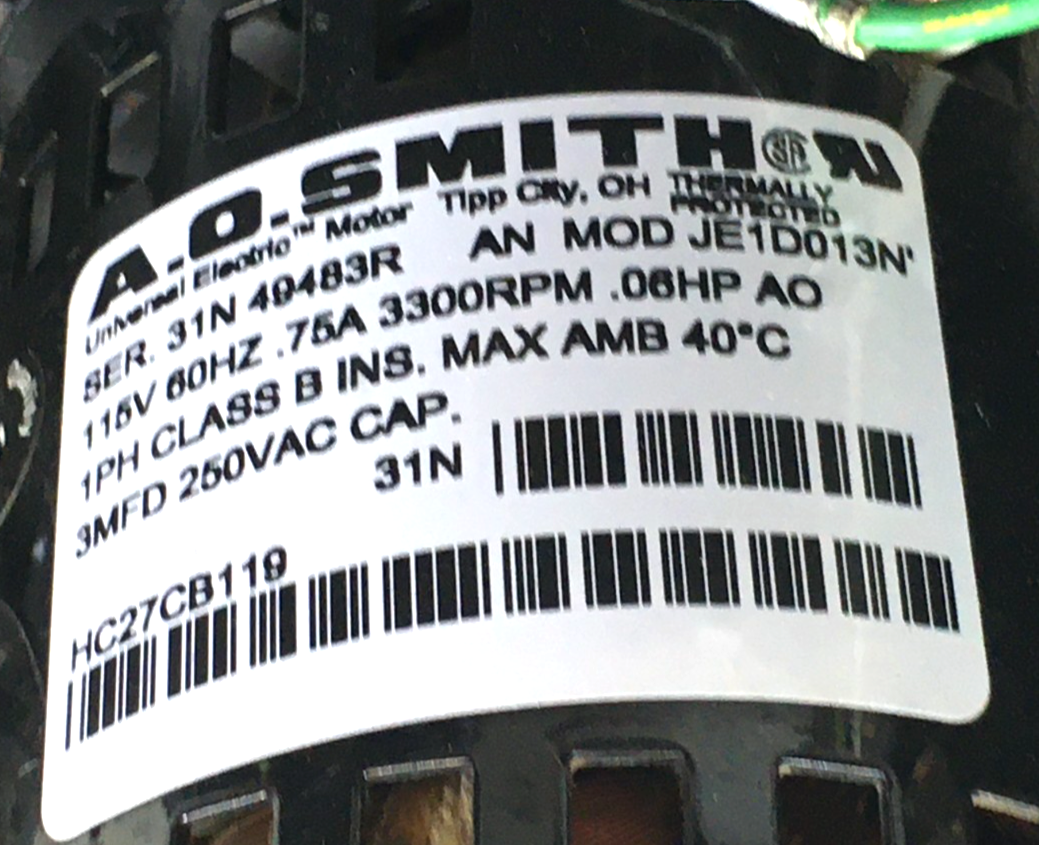 A.O.SMITH
Universal Electric™ Motor Tipp City, OH THERMALLY PROTECTED
SER. 31N 49483R AN MOD JE1D013N
115V 60HZ .75A 3300RPM .06HP AO
1PH CLASS B INS. MAX AMB 40°C
3MFD 250VAC CAP.
31N
HC27CB119